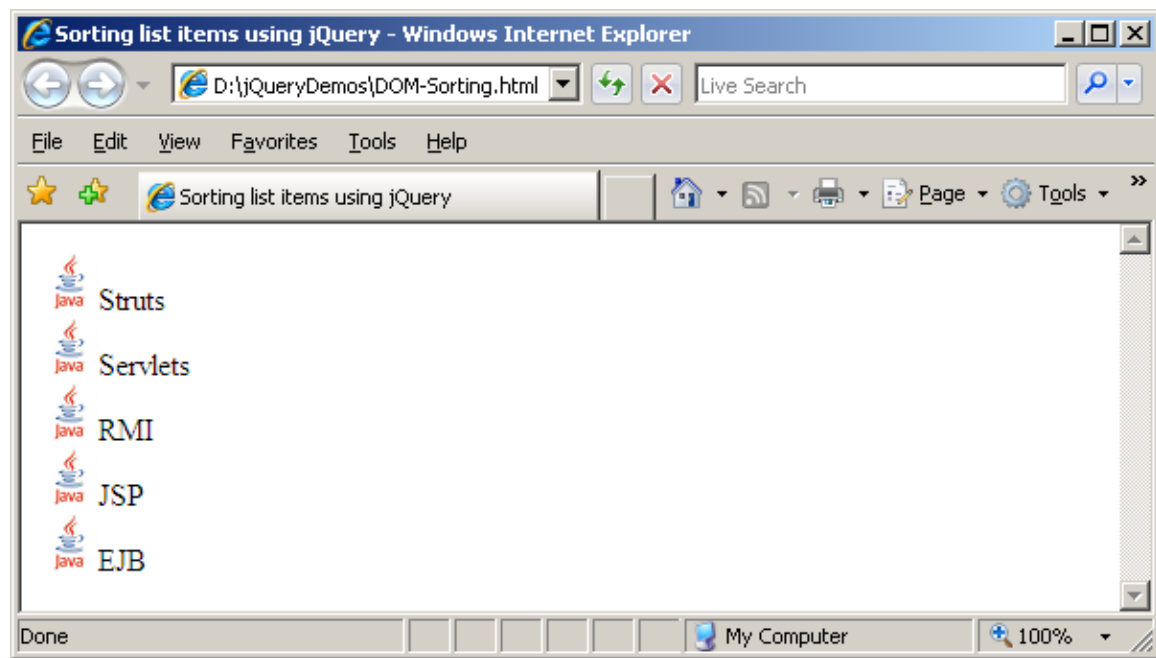 Sorting list items using jQuery - Windows Internet Explorer
D:\jQueryDemos\DOM-Sorting.html
Live Search
File Edit View Favorites Tools Help
Sorting list items using jQuery
Page Tools »
Java Struts
Java Servlets
Java RMI
Java JSP
Java EJB
Done My Computer 100%